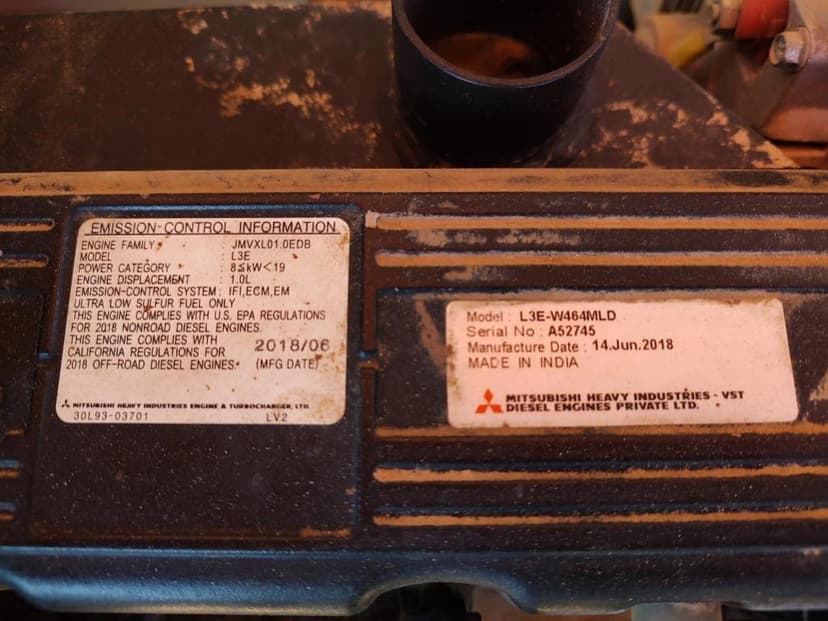 EMISSION-CONTROL INFORMATION
ENGINE FAMILY : JMVXL01.0EDB
MODEL : L3E
POWER CATEGORY : 8≤kW<19
ENGINE DISPLACEMENT : 1.0L
EMISSION-CONTROL SYSTEM : IFI,ECM,EM
ULTRA LOW SULFUR FUEL ONLY
THIS ENGINE COMPLIES WITH U.S. EPA REGULATIONS
FOR 2018 NONROAD DIESEL ENGINES.
THIS ENGINE COMPLIES WITH
CALIFORNIA REGULATIONS FOR 2018/06
2018 OFF-ROAD DIESEL ENGINES. (MFG DATE)
MITSUBISHI HEAVY INDUSTRIES ENGINE & TURBOCHARGER, LTD.
30L93-03701 LV2
Model : L3E-W464MLD
Serial No : A52745
Manufacture Date : 14.Jun.2018
MADE IN INDIA
MITSUBISHI HEAVY INDUSTRIES - VST
DIESEL ENGINES PRIVATE LTD.